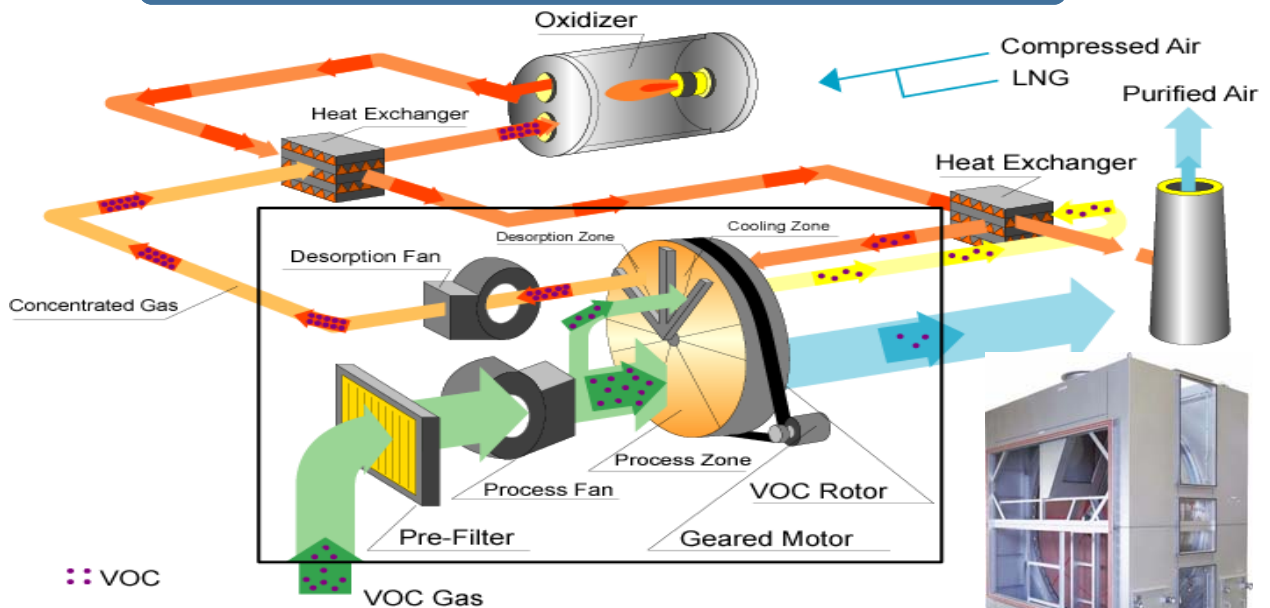 Oxidizer
Compressed Air
LNG
Purified Air
Heat Exchanger
Heat Exchanger
Desorption Zone
Cooling Zone
Desorption Fan
Concentrated Gas
Process Zone
Process Fan
VOC Rotor
Pre-Filter
Geared Motor
VOC
VOC Gas